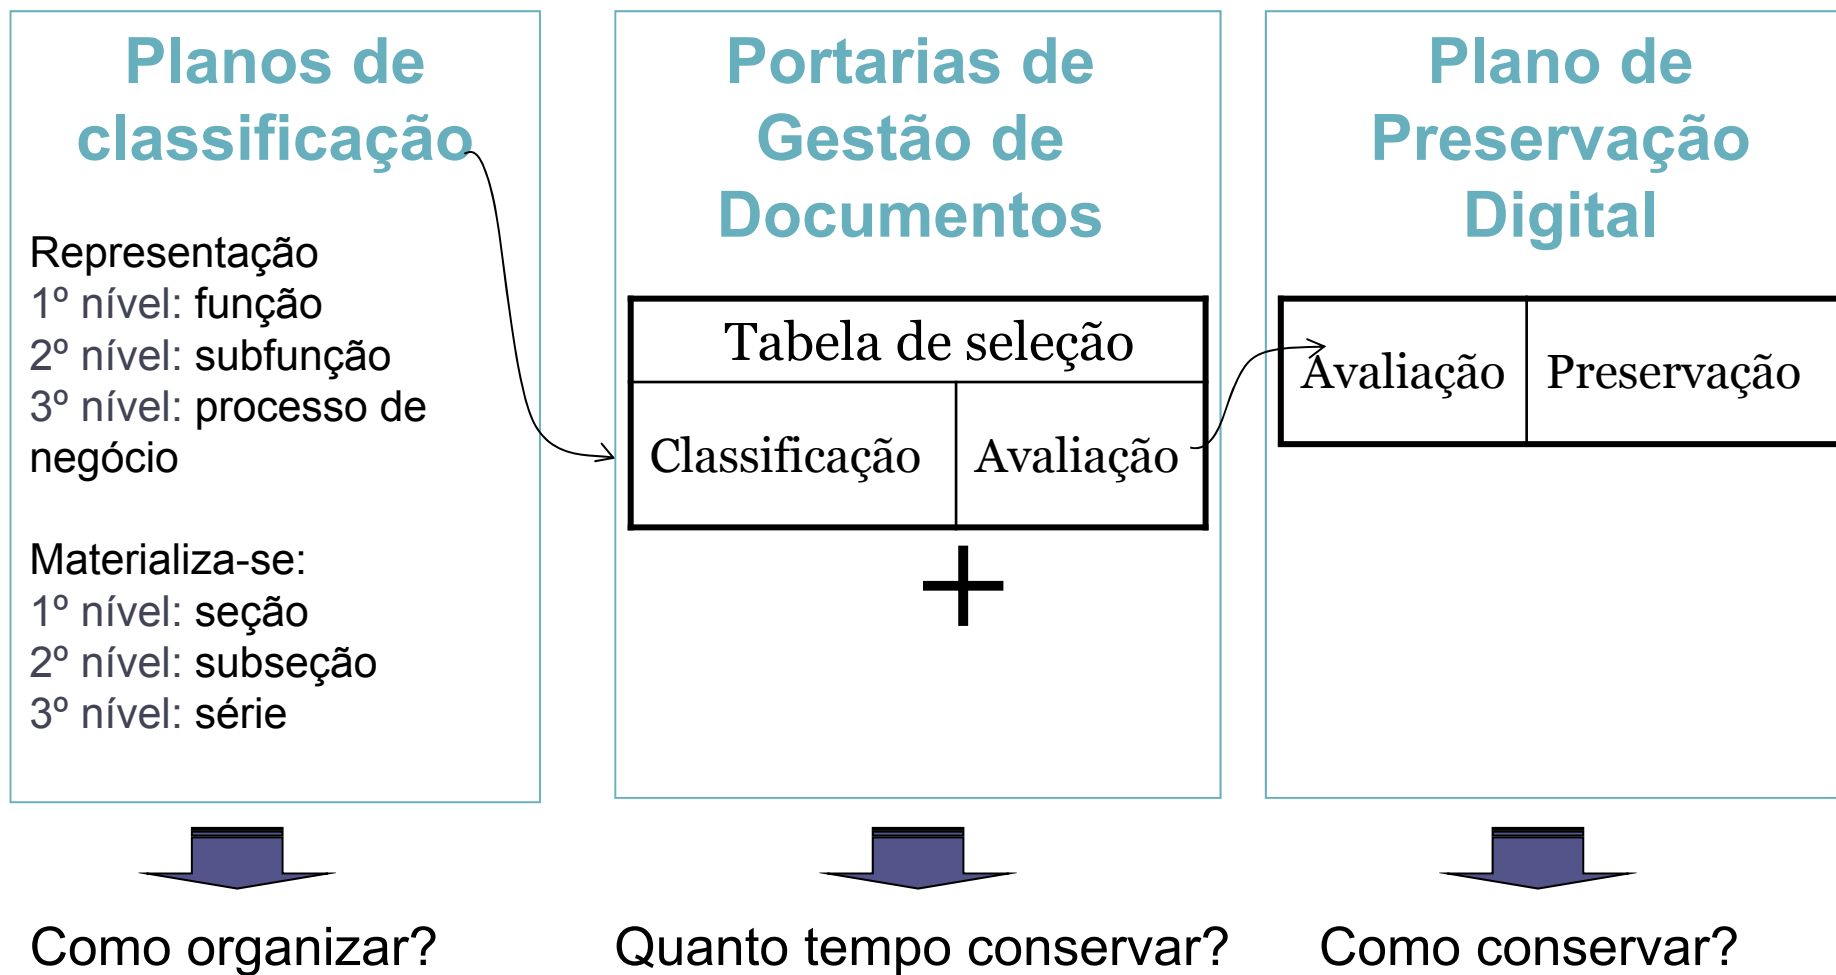 Planos de
classificação
Representação
1º nível: função
2º nível: subfunção
3º nível: processo de
negócio
Materializa-se:
1º nível: seção
2º nível: subseção
3º nível: série
Como organizar?
Portarias de
Gestão de
Documentos
Tabela de seleção
Classificação
Avaliação
+
Quanto tempo conservar?
Plano de
Preservação
Digital
Avaliação
Preservação
Como conservar?